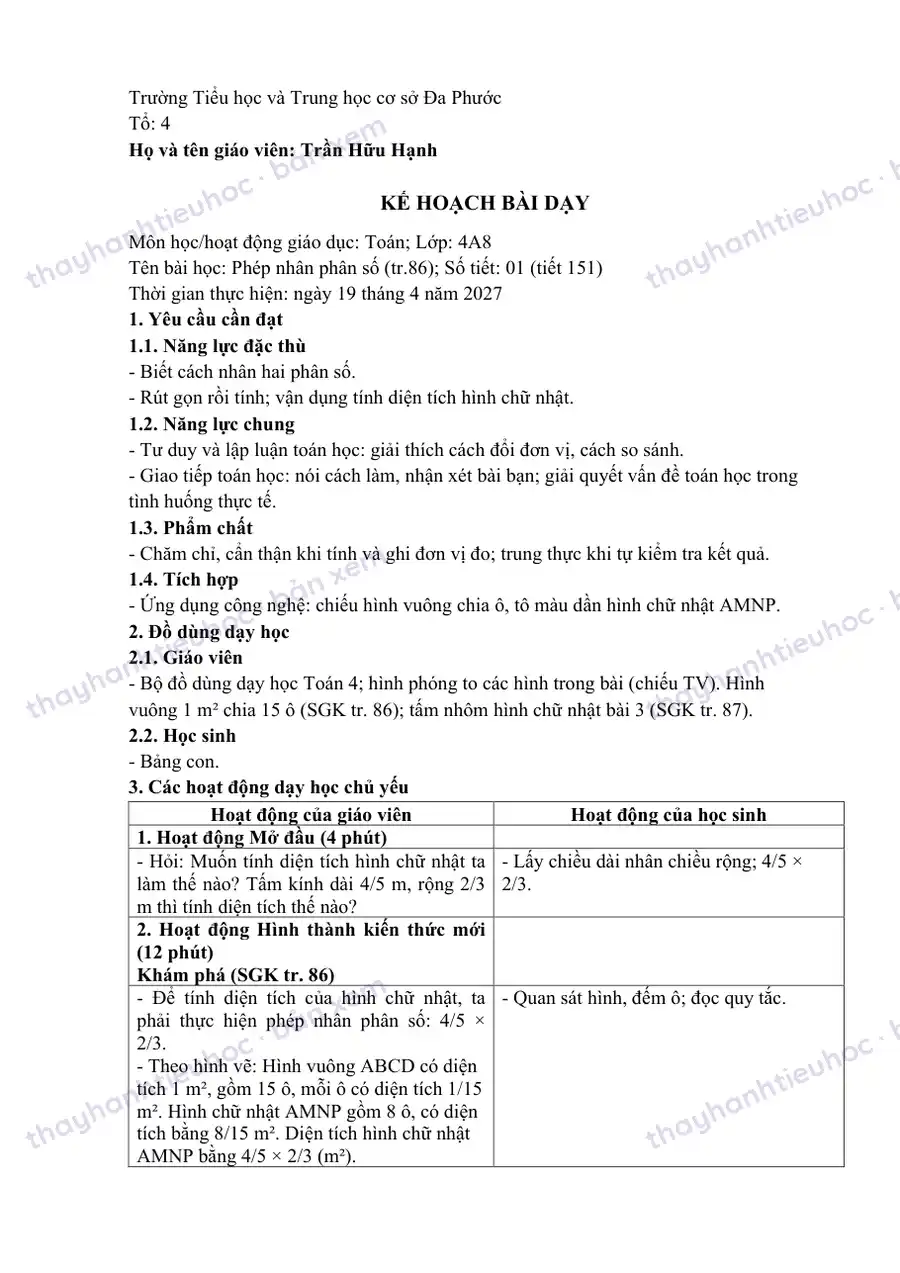 Trường Tiểu học và Trung học cơ sở Đa Phước
Tổ: 4
Họ và tên giáo viên: Trần Hữu Hạnh
KẾ HOẠCH BÀI DẠY
Môn học/hoạt động giáo dục: Toán; Lớp: 4A8
Tên bài học: Phép nhân phân số (tr.86); Số tiết: 01 (tiết 151)
Thời gian thực hiện: ngày 19 tháng 4 năm 2027
1. Yêu cầu cần đạt
1.1. Năng lực đặc thù
- Biết cách nhân hai phân số.
- Rút gọn rồi tính; vận dụng tính diện tích hình chữ nhật.
1.2. Năng lực chung
- Tư duy và lập luận toán học: giải thích cách đổi đơn vị, cách so sánh.
- Giao tiếp toán học: nói cách làm, nhận xét bài bạn; giải quyết vấn đề toán học trong
tình huống thực tế.
1.3. Phẩm chất
- Chăm chỉ, cẩn thận khi tính và ghi đơn vị đo; trung thực khi tự kiểm tra kết quả.
1.4. Tích hợp
- Ứng dụng công nghệ: chiếu hình vuông chia ô, tô màu dần hình chữ nhật AMNP.
2. Đồ dùng dạy học
2.1. Giáo viên
- Bộ đồ dùng dạy học Toán 4; hình phóng to các hình trong bài (chiếu TV). Hình
vuông 1 m² chia 15 ô (SGK tr. 86); tấm nhôm hình chữ nhật bài 3 (SGK tr. 87).
2.2. Học sinh
- Bảng con.
3. Các hoạt động dạy học chủ yếu
Hoạt động của giáo viên
Hoạt động của học sinh
1. Hoạt động Mở đầu (4 phút)
- Hỏi: Muốn tính diện tích hình chữ nhật ta
làm thế nào? Tấm kính dài 4/5 m, rộng 2/3
m thì tính diện tích thế nào?
- Lấy chiều dài nhân chiều rộng; 4/5 ×
2/3.
2. Hoạt động Hình thành kiến thức mới
(12 phút)
Khám phá (SGK tr. 86)
- Để tính diện tích của hình chữ nhật, ta
phải thực hiện phép nhân phân số: 4/5 ×
2/3.
- Theo hình vẽ: Hình vuông ABCD có diện
tích 1 m², gồm 15 ô, mỗi ô có diện tích 1/15
m². Hình chữ nhật AMNP gồm 8 ô, có diện
tích bằng 8/15 m². Diện tích hình chữ nhật
AMNP bằng 4/5 × 2/3 (m²).
- Quan sát hình, đếm ô; đọc quy tắc.
thayhanhtieuhoc · bản xem
thayhanhtieuhoc · b
thayhanhtieuhoc · bản xem
thayhanhtieuhoc · b
thayhanhtieuhoc · bản xem
thayhanhtieuhoc · b